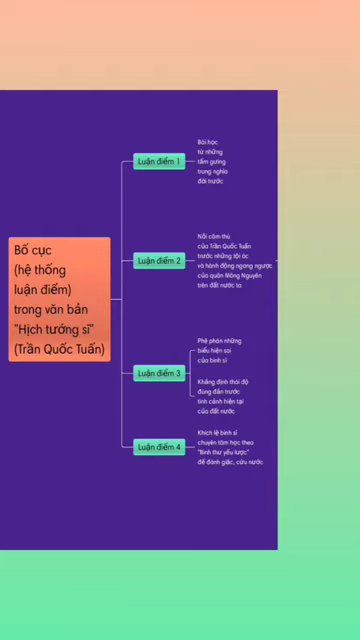 Bố cục
(hệ thống
luận điểm)
trong văn bản
"Hịch tướng sĩ"
(Trần Quốc Tuấn)
Luận điểm 1
Bài học
từ những
tấm gương
trung nghĩa
đời trước
Luận điểm 2
Nỗi căm thù
của Trần Quốc Tuấn
trước những tội ác
và hành động ngang ngược
của quân Mông Nguyên
trên đất nước ta
Luận điểm 3
Phê phán những
biểu hiện sai
của binh sĩ
Khẳng định thái độ
đúng đắn trước
tình cảnh hiện tại
của đất nước
Luận điểm 4
Khích lệ binh sĩ
chuyên tâm học theo
"Binh thư yếu lược"
để đánh giặc, cứu nước